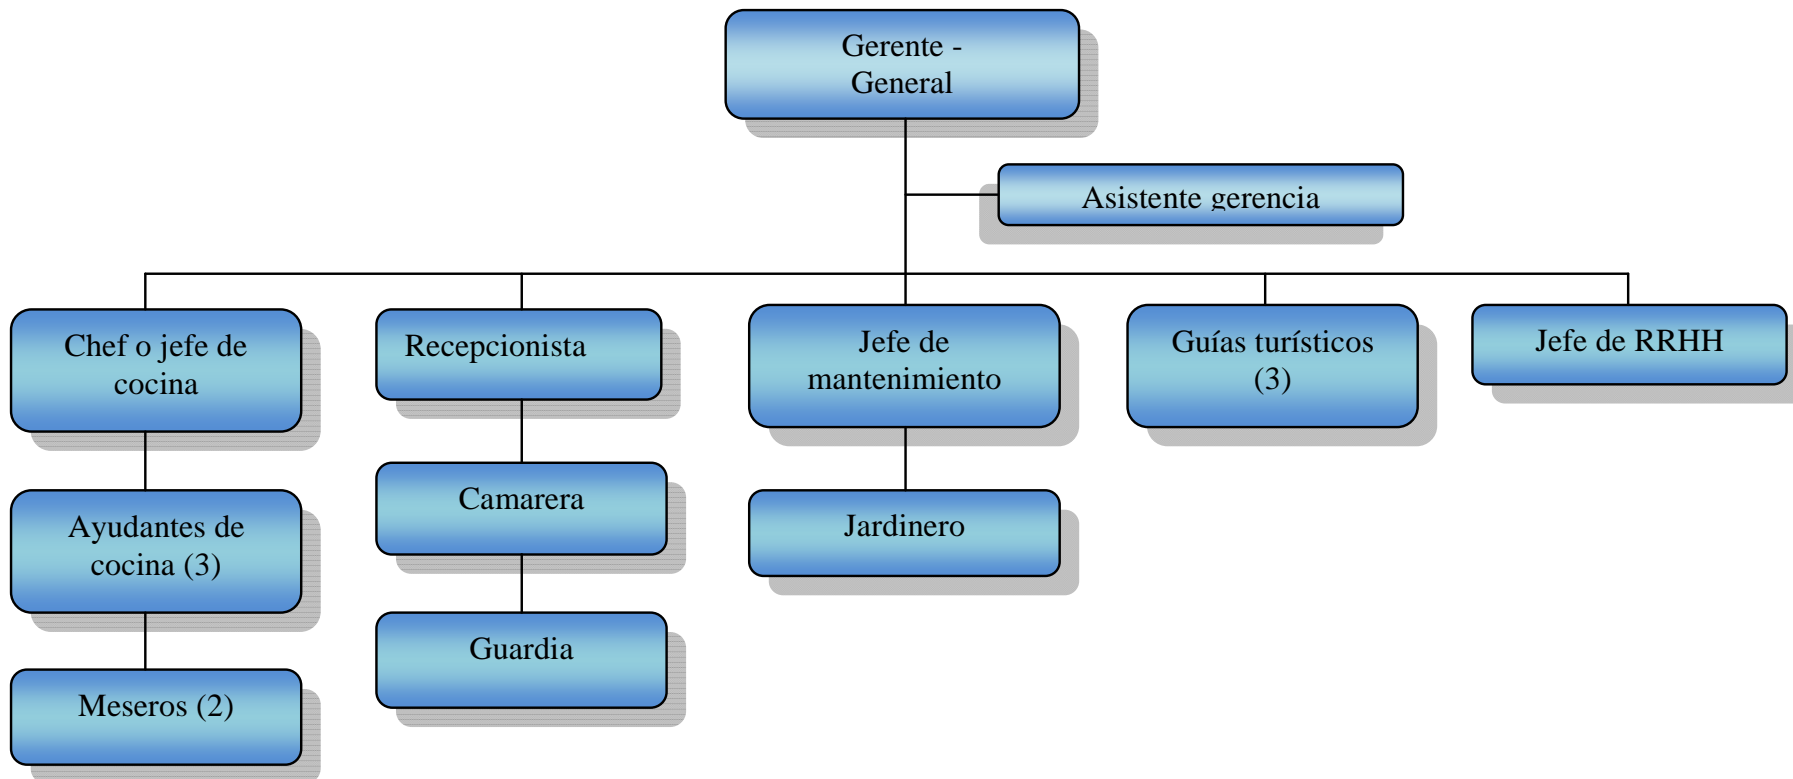 Gerente -
General
Asistente gerencia
Chef o jefe de
cocina
Recepcionista
Jefe de
mantenimiento
Guías turísticos
(3)
Jefe de RRHH
Ayudantes de
cocina (3)
Camarera
Jardinero
Meseros (2)
Guardia